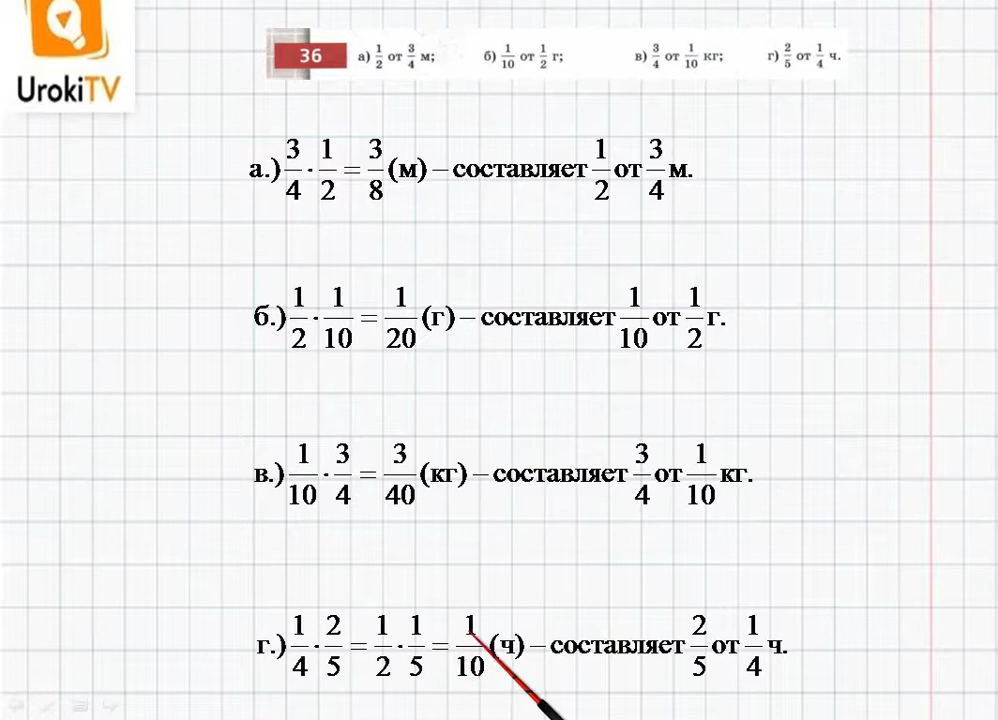 UrokiTV
36 а) 1/2 от 3/4 м; б) 1/10 от 1/2 г; в) 3/4 от 1/10 кг; г) 2/5 от 1/4 ч.
а.) 3/4 · 1/2 = 3/8 (м) – составляет 1/2 от 3/4 м.
б.) 1/2 · 1/10 = 1/20 (г) – составляет 1/10 от 1/2 г.
в.) 1/10 · 3/4 = 3/40 (кг) – составляет 3/4 от 1/10 кг.
г.) 1/4 · 2/5 = 1/2 · 1/5 = 1/10 (ч) – составляет 2/5 от 1/4 ч.